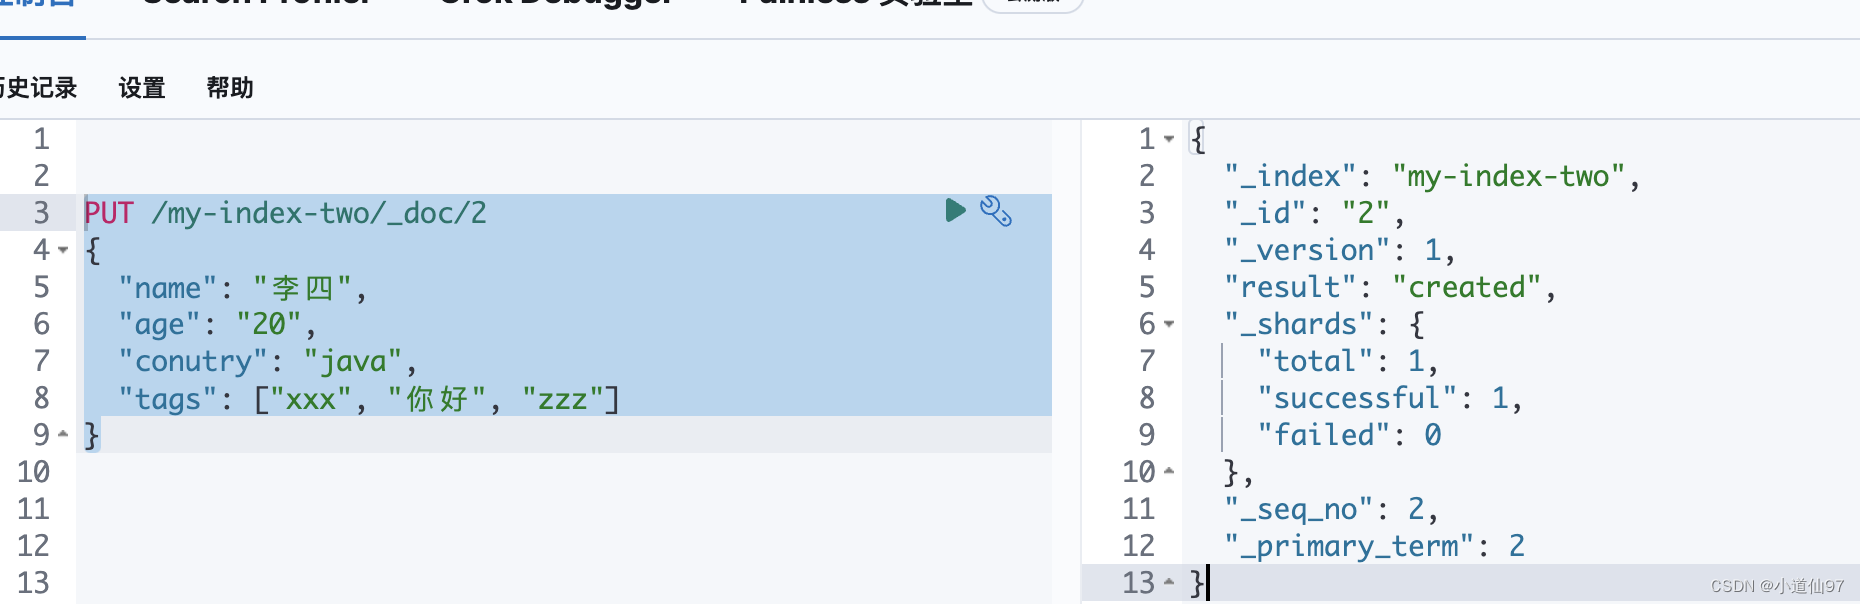 控制台 Search Profiler Grok Debugger Painless 实验室
历史记录 设置 帮助
1
2
3 PUT /my-index-two/_doc/2
4 {
5 "name": "李四",
6 "age": "20",
7 "conutry": "java",
8 "tags": ["xxx", "你好", "zzz"]
9 }
10
11
12
13
1 {
2 "_index": "my-index-two",
3 "_id": "2",
4 "_version": 1,
5 "result": "created",
6 "_shards": {
7 "total": 1,
8 "successful": 1,
9 "failed": 0
10 },
11 "_seq_no": 2,
12 "_primary_term": 2
13 }
CSDN @小道仙97